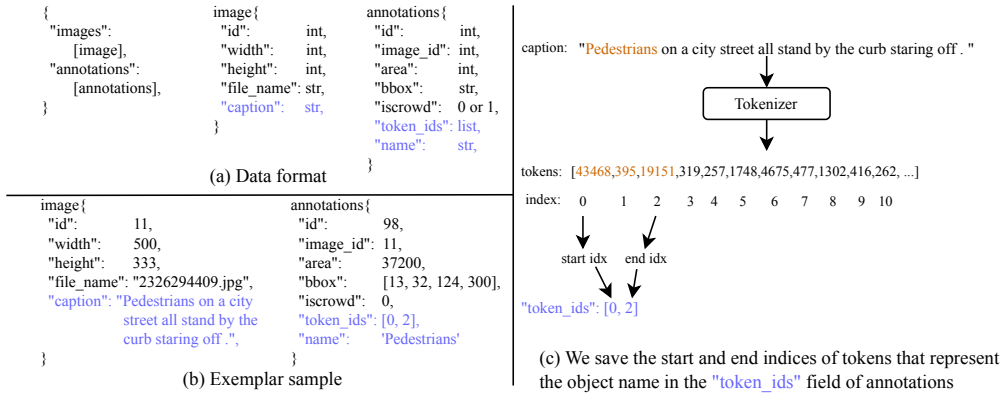 {
"images":
[image],
"annotations":
[annotations],
}
image{
"id": int,
"width": int,
"height": int,
"file_name": str,
"caption": str,
}
annotations{
"id": int,
"image_id": int,
"area": int,
"bbox": str,
"iscrowd": 0 or 1,
"token_ids": list,
"name": str,
}
(a) Data format
image{
"id": 11,
"width": 500,
"height": 333,
"file_name": "2326294409.jpg",
"caption": "Pedestrians on a city
street all stand by the
curb staring off .",
}
annotations{
"id": 98,
"image_id": 11,
"area": 37200,
"bbox": [13, 32, 124, 300],
"iscrowd": 0,
"token_ids": [0, 2],
"name": 'Pedestrians'
}
(b) Exemplar sample
caption: "Pedestrians on a city street all stand by the curb staring off . "
Tokenizer
tokens: [43468,395,19151,319,257,1748,4675,477,1302,416,262, ...]
index: 0 1 2 3 4 5 6 7 8 9 10
start idx end idx
"token_ids": [0, 2]
(c) We save the start and end indices of tokens that represent
the object name in the "token_ids" field of annotations